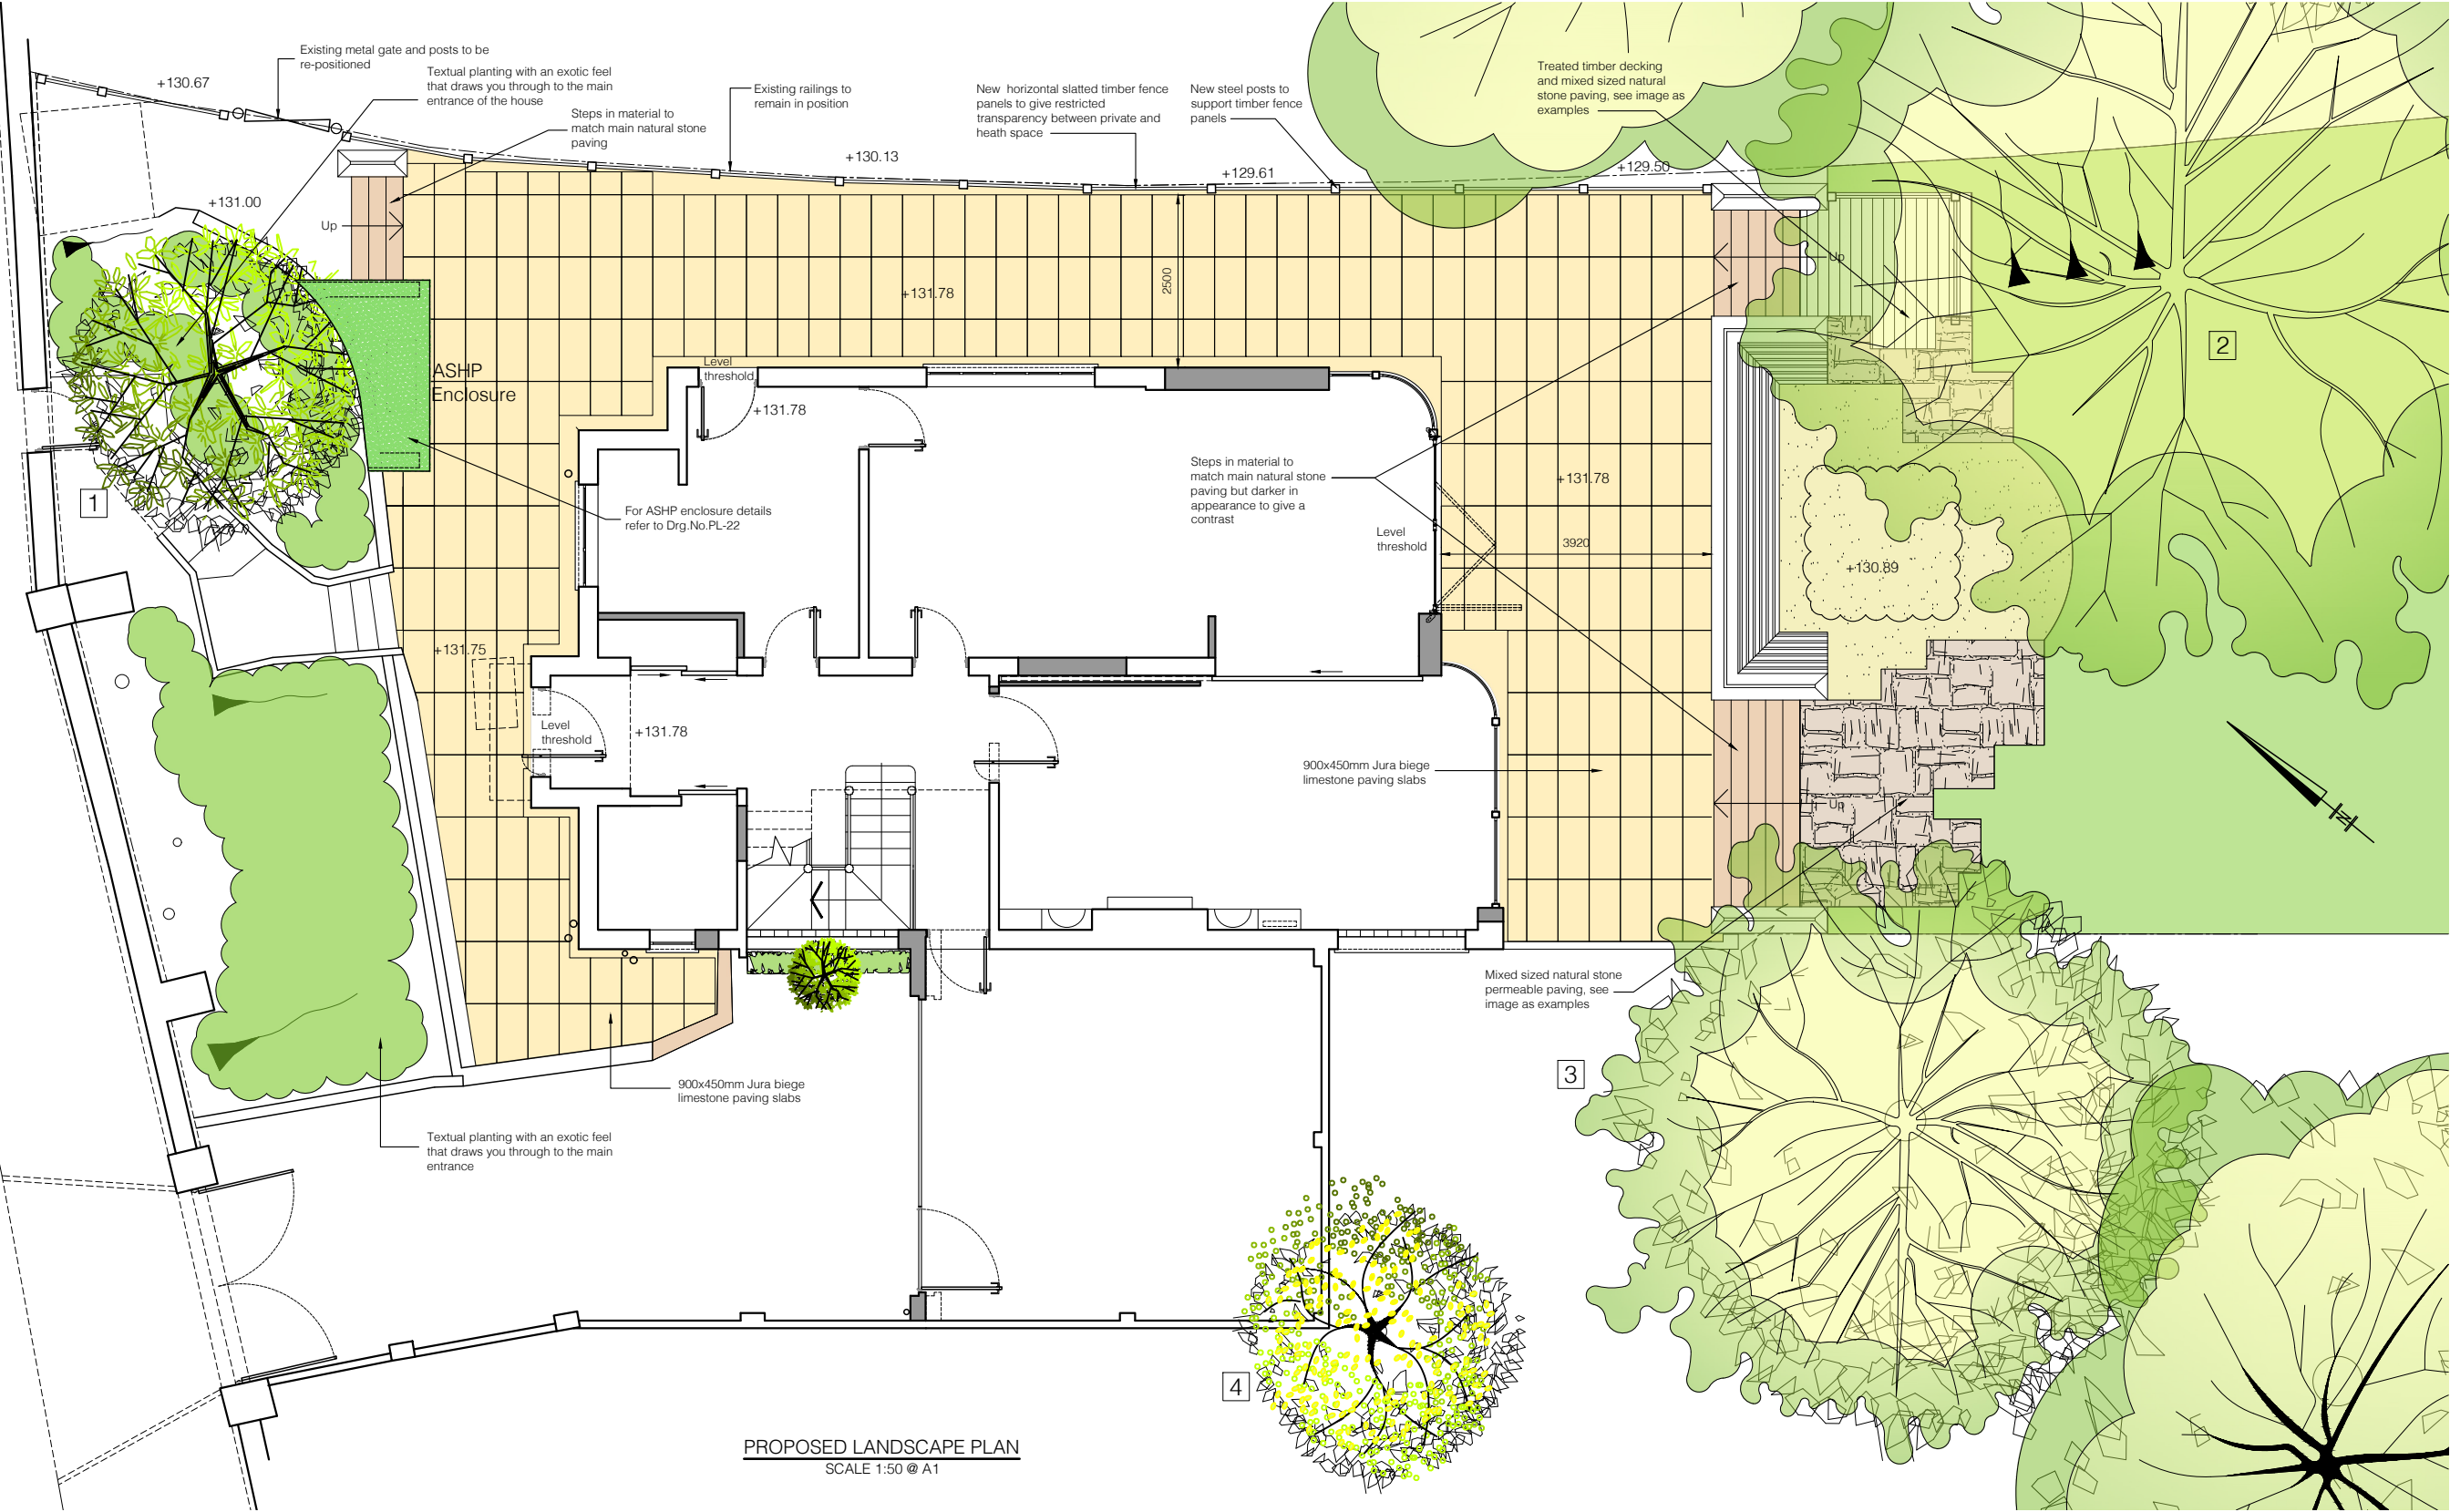 Existing metal gate and posts to be
re-positioned
+130.67
Textual planting with an exotic feel
that draws you through to the main
entrance of the house
Steps in material to
match main natural stone
paving
Existing railings to
remain in position
New horizontal slatted timber fence
panels to give restricted
transparency between private and
heath space
New steel posts to
support timber fence
panels
Treated timber decking
and mixed sized natural
stone paving, see image as
examples
+130.13
+129.61
+129.50
+131.00
Up
Up
2500
+131.78
2
ASHP
Enclosure
Level
threshold
+131.78
1
For ASHP enclosure details
refer to Drg.No.PL-22
Steps in material to
match main natural stone
paving but darker in
appearance to give a
contrast
+131.78
Level
threshold
3920
+130.89
+131.75
Level
threshold
+131.78
900x450mm Jura biege
limestone paving slabs
Up
N
Mixed sized natural stone
permeable paving, see
image as examples
3
900x450mm Jura biege
limestone paving slabs
Textual planting with an exotic feel
that draws you through to the main
entrance
4
PROPOSED LANDSCAPE PLAN
SCALE 1:50 @ A1